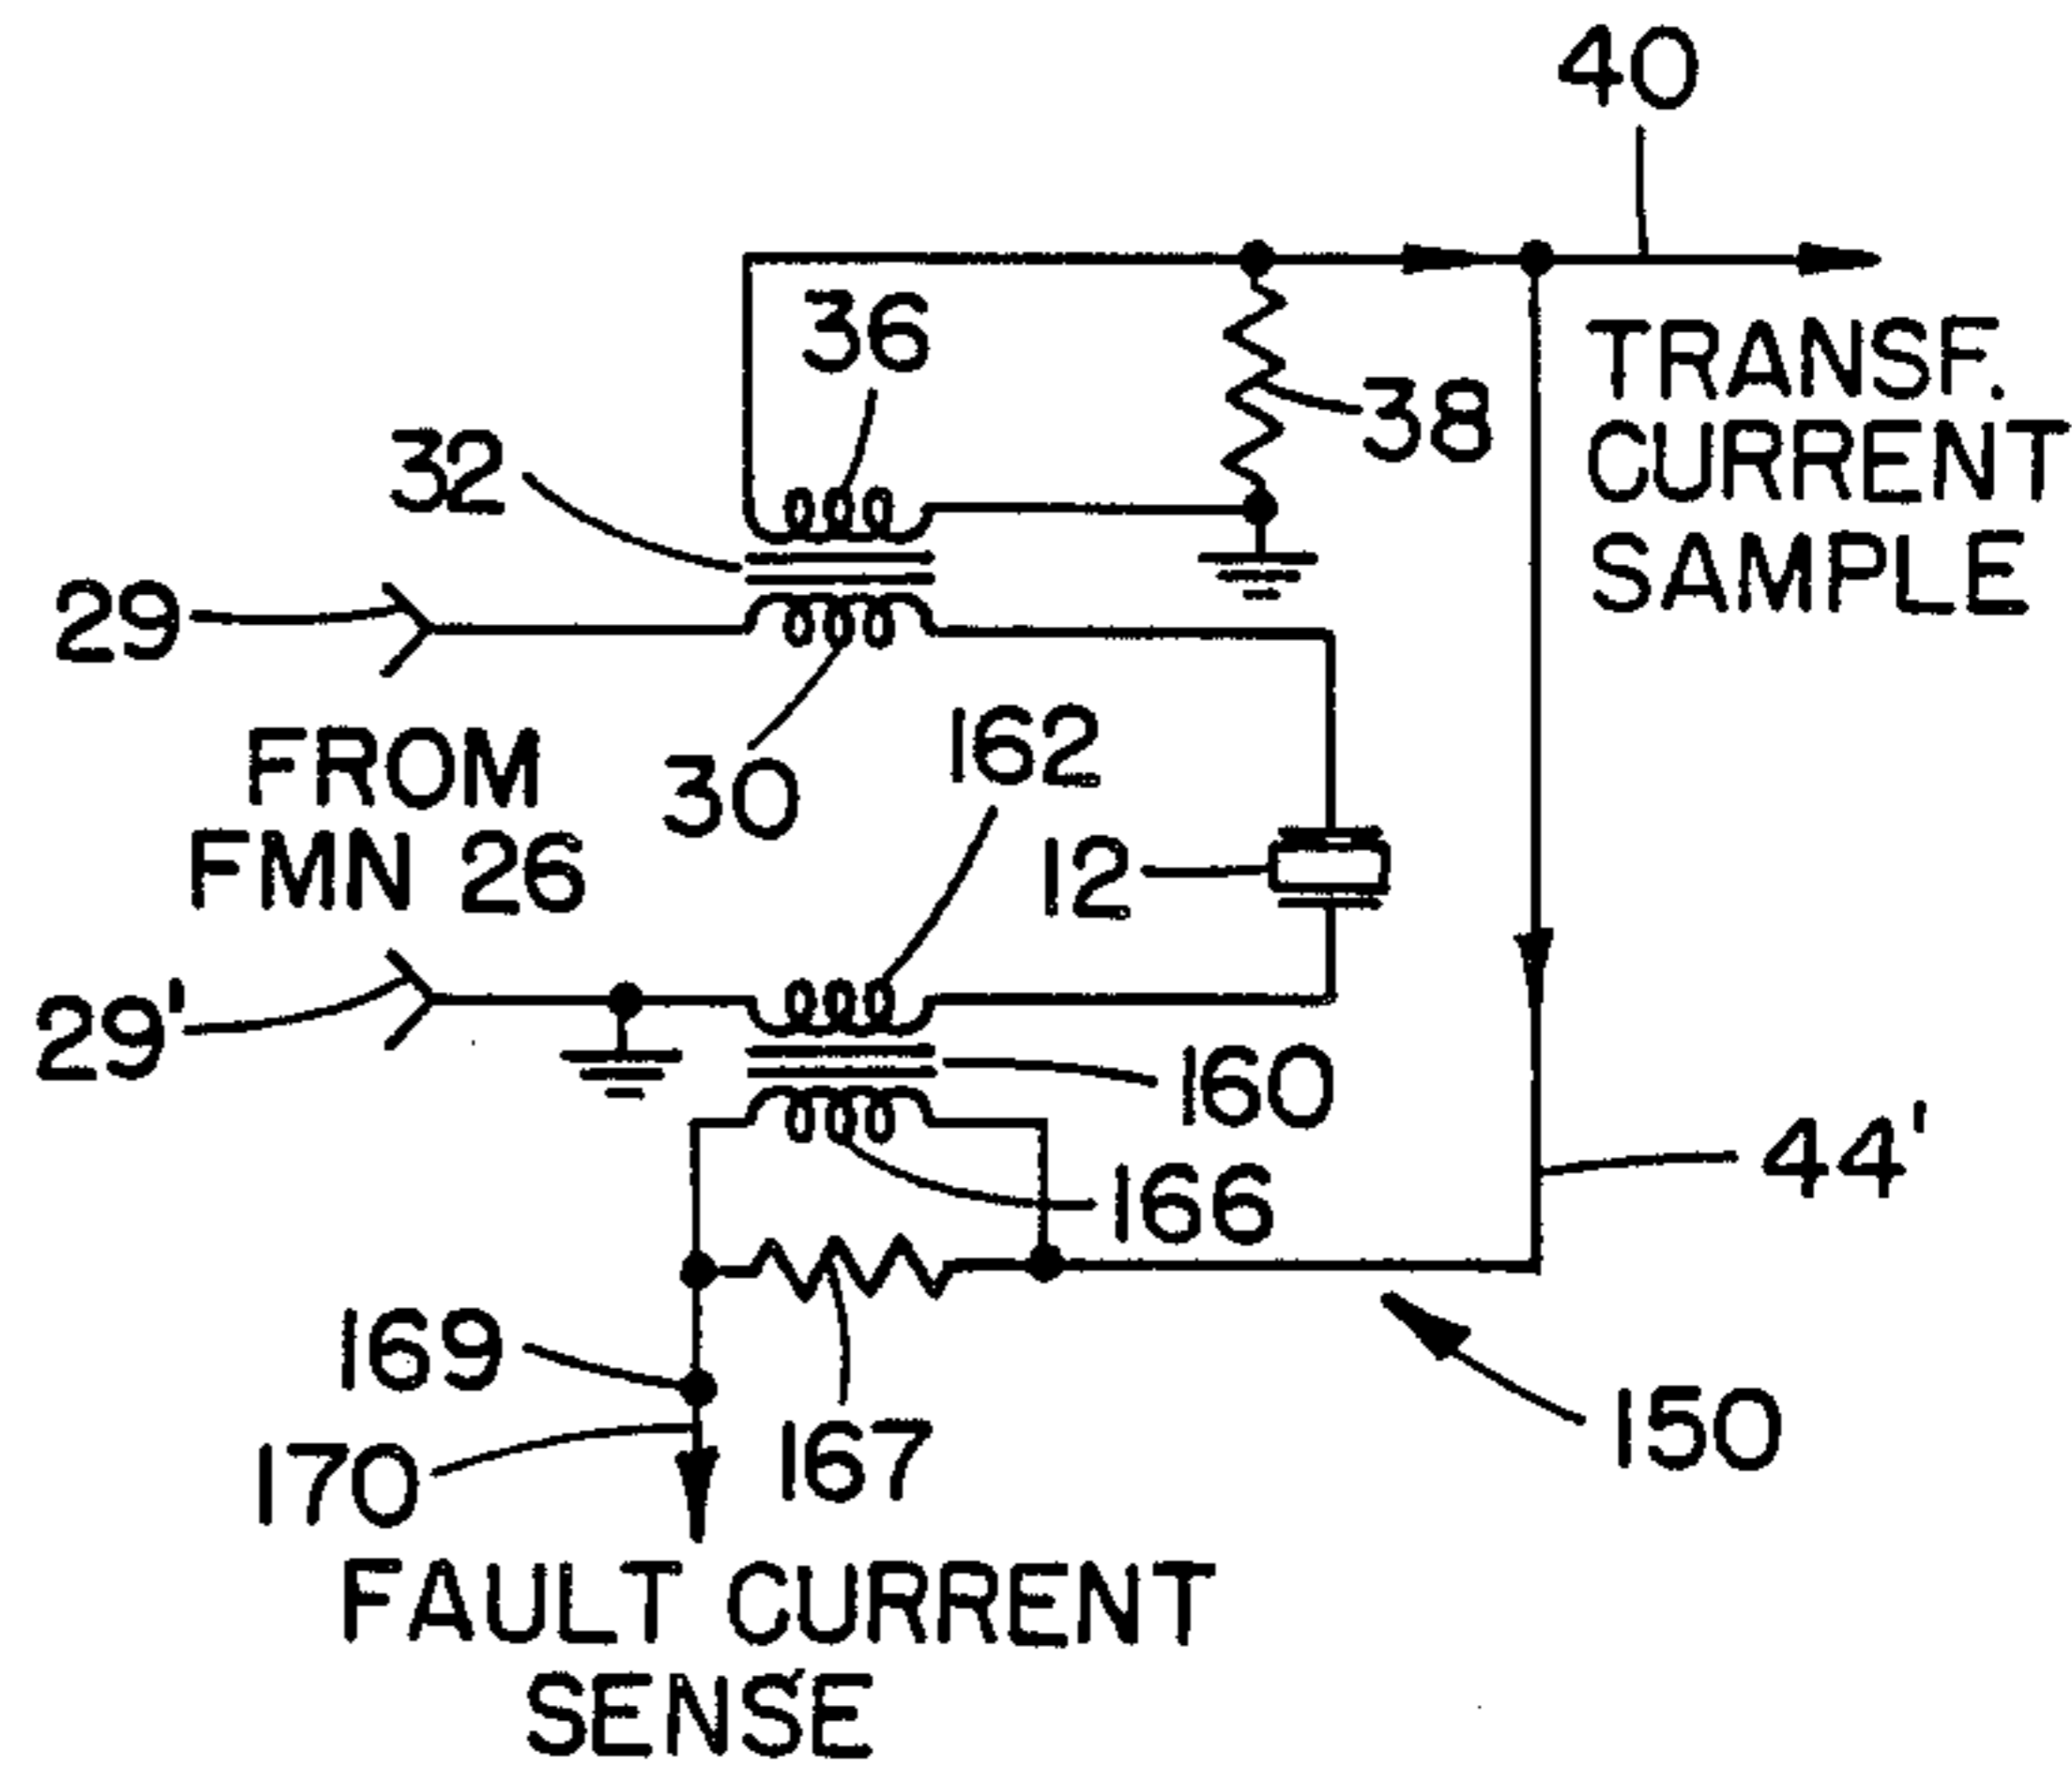 40
36
TRANSF.
CURRENT
SAMPLE
38
32
29
FROM
FMN 26
30
162
12
29'
160
44'
166
169
170
167
150
FAULT CURRENT
SENSE